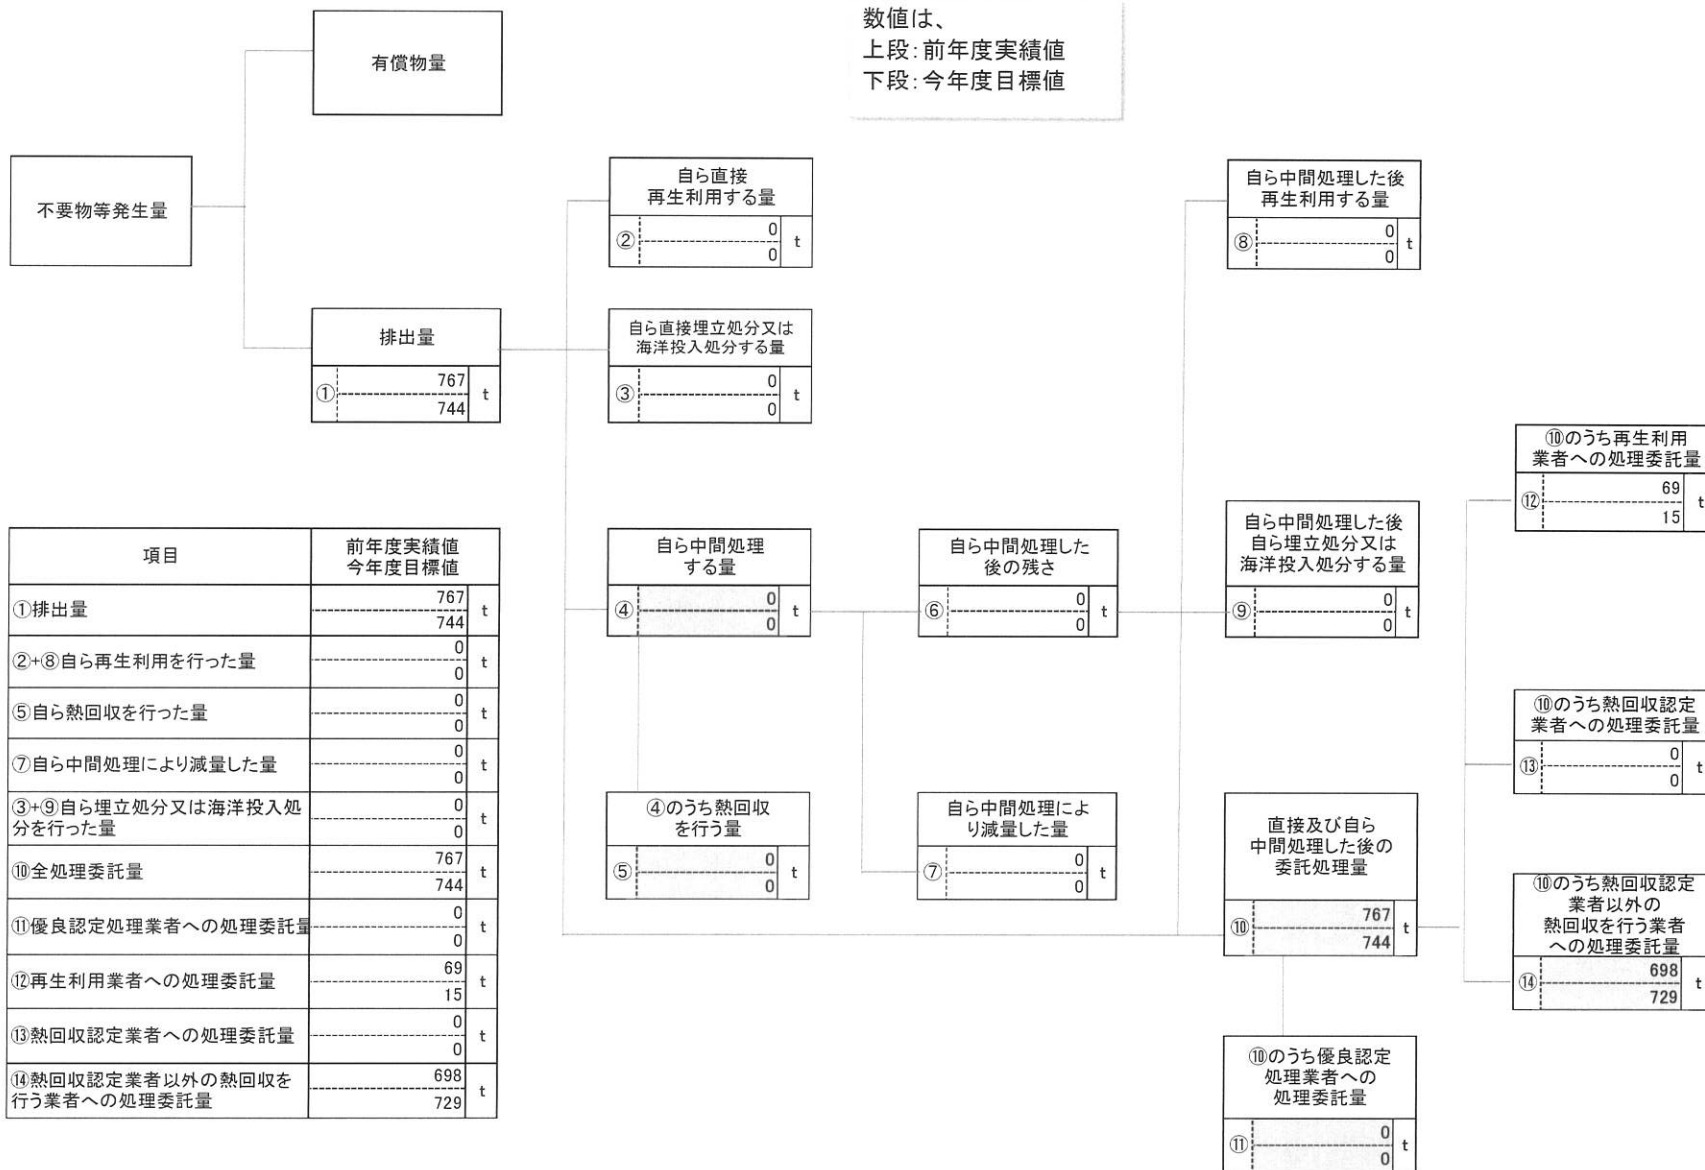 数値は、
上段:前年度実績値
下段:今年度目標値
有償物量
不要物等発生量
排出量
①
767
744
t
自ら直接
再生利用する量
②
0
0
t
自ら直接埋立処分又は
海洋投入処分する量
③
0
0
t
自ら中間処理
する量
④
0
0
t
④のうち熱回収
を行う量
⑤
0
0
t
自ら中間処理した
後の残さ
⑥
0
0
t
自ら中間処理によ
り減量した量
⑦
0
0
t
自ら中間処理した後
再生利用する量
⑧
0
0
t
自ら中間処理した後
自ら埋立処分又は
海洋投入処分する量
⑨
0
0
t
直接及び自ら
中間処理した後の
委託処理量
⑩
767
744
t
⑩のうち優良認定
処理業者への
処理委託量
⑪
0
0
t
⑩のうち再生利用
業者への処理委託量
⑫
69
15
t
⑩のうち熱回収認定
業者への処理委託量
⑬
0
0
t
⑩のうち熱回収認定
業者以外の
熱回収を行う業者
への処理委託量
⑭
698
729
t
項目
前年度実績値
今年度目標値
①排出量
767
744
t
②+⑧自ら再生利用を行った量
0
0
t
⑤自ら熱回収を行った量
0
0
t
⑦自ら中間処理により減量した量
0
0
t
③+⑨自ら埋立処分又は海洋投入処
分を行った量
0
0
t
⑩全処理委託量
767
744
t
⑪優良認定処理業者への処理委託量
0
0
t
⑫再生利用業者への処理委託量
69
15
t
⑬熱回収認定業者への処理委託量
0
0
t
⑭熱回収認定業者以外の熱回収を
行う業者への処理委託量
698
729
t